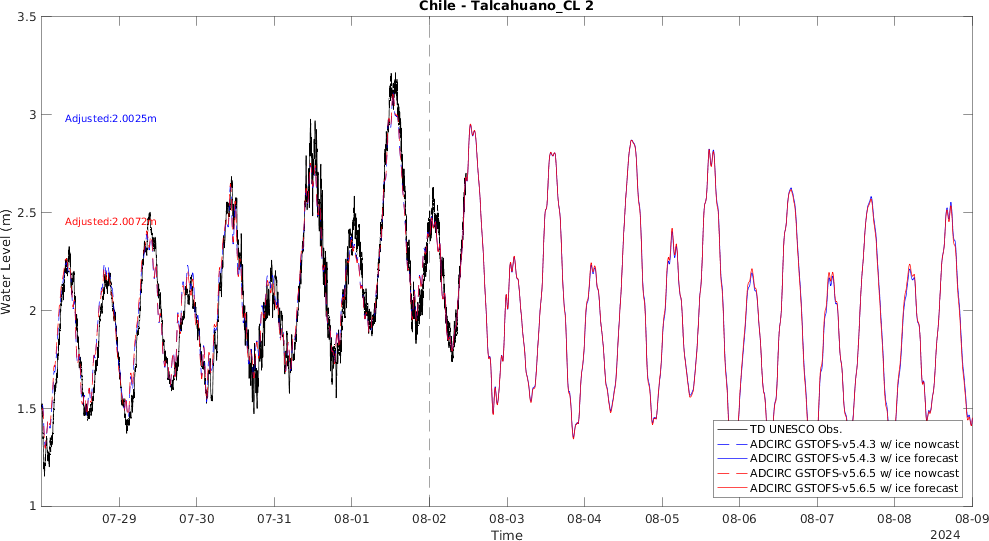 Chile - Talcahuano_CL 2
3.5
3
2.5
2
1.5
1
Water Level (m)
Adjusted:2.0025m
Adjusted:2.0072m
TD UNESCO Obs.
ADCIRC GSTOFS-v5.4.3 w/ ice nowcast
ADCIRC GSTOFS-v5.4.3 w/ ice forecast
ADCIRC GSTOFS-v5.6.5 w/ ice nowcast
ADCIRC GSTOFS-v5.6.5 w/ ice forecast
07-29 07-30 07-31 08-01 08-02 08-03 08-04 08-05 08-06 08-07 08-08 08-09
Time
2024